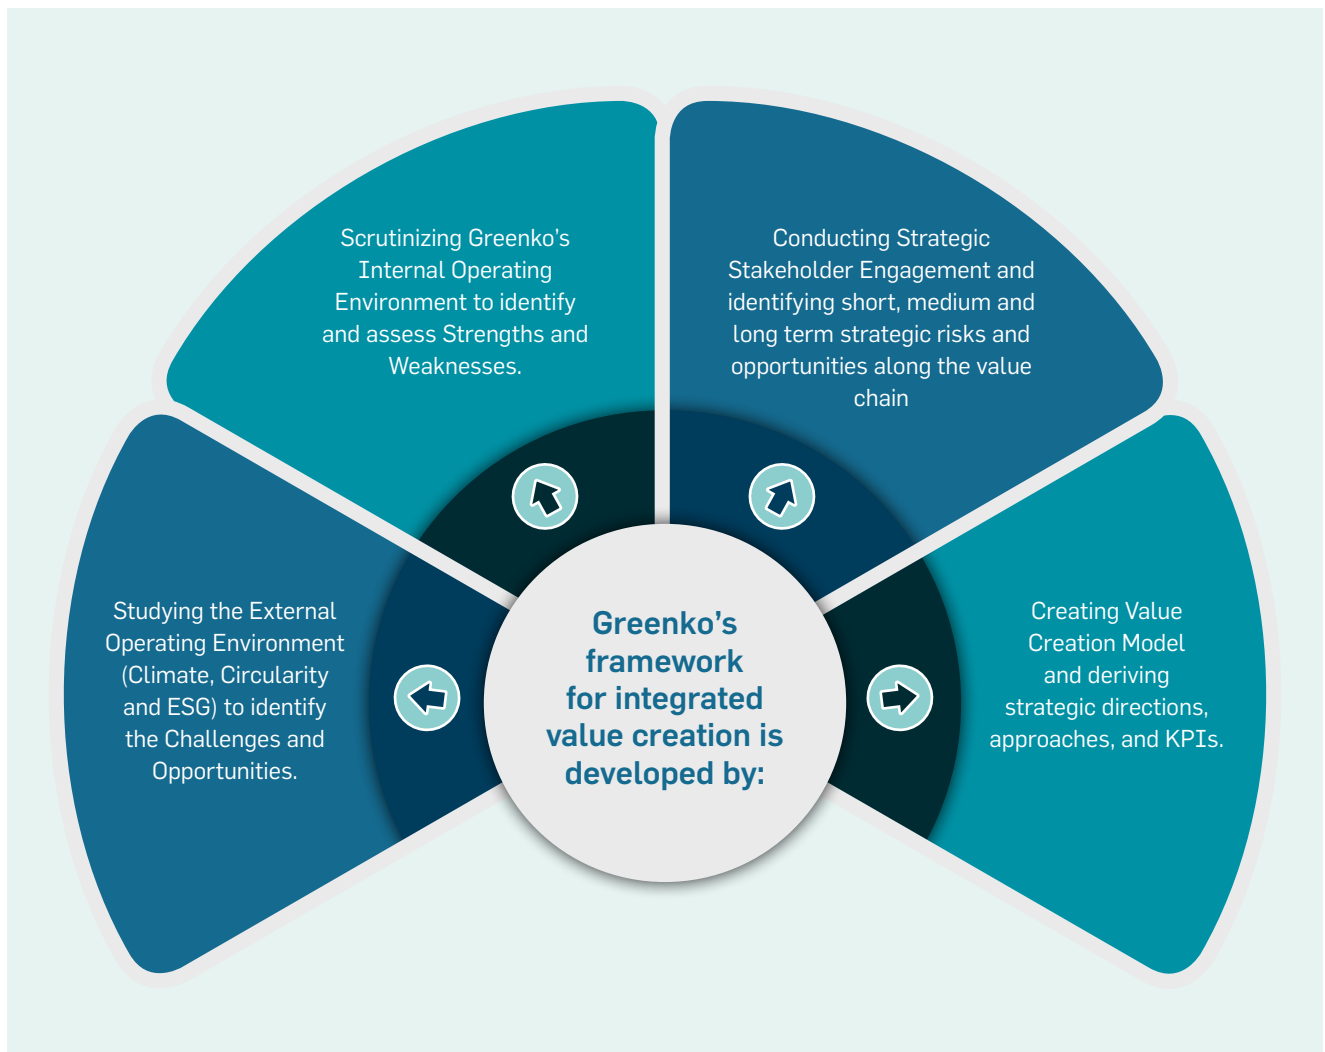 Scrutinizing Greenko’s
Internal Operating
Environment to identify
and assess Strengths and
Weaknesses.
Conducting Strategic
Stakeholder Engagement and
identifying short, medium and
long term strategic risks and
opportunities along the value
chain
Studying the External
Operating Environment
(Climate, Circularity
and ESG) to identify
the Challenges and
Opportunities.
Greenko’s
framework
for integrated
value creation is
developed by:
Creating Value
Creation Model
and deriving
strategic directions,
approaches, and KPIs.